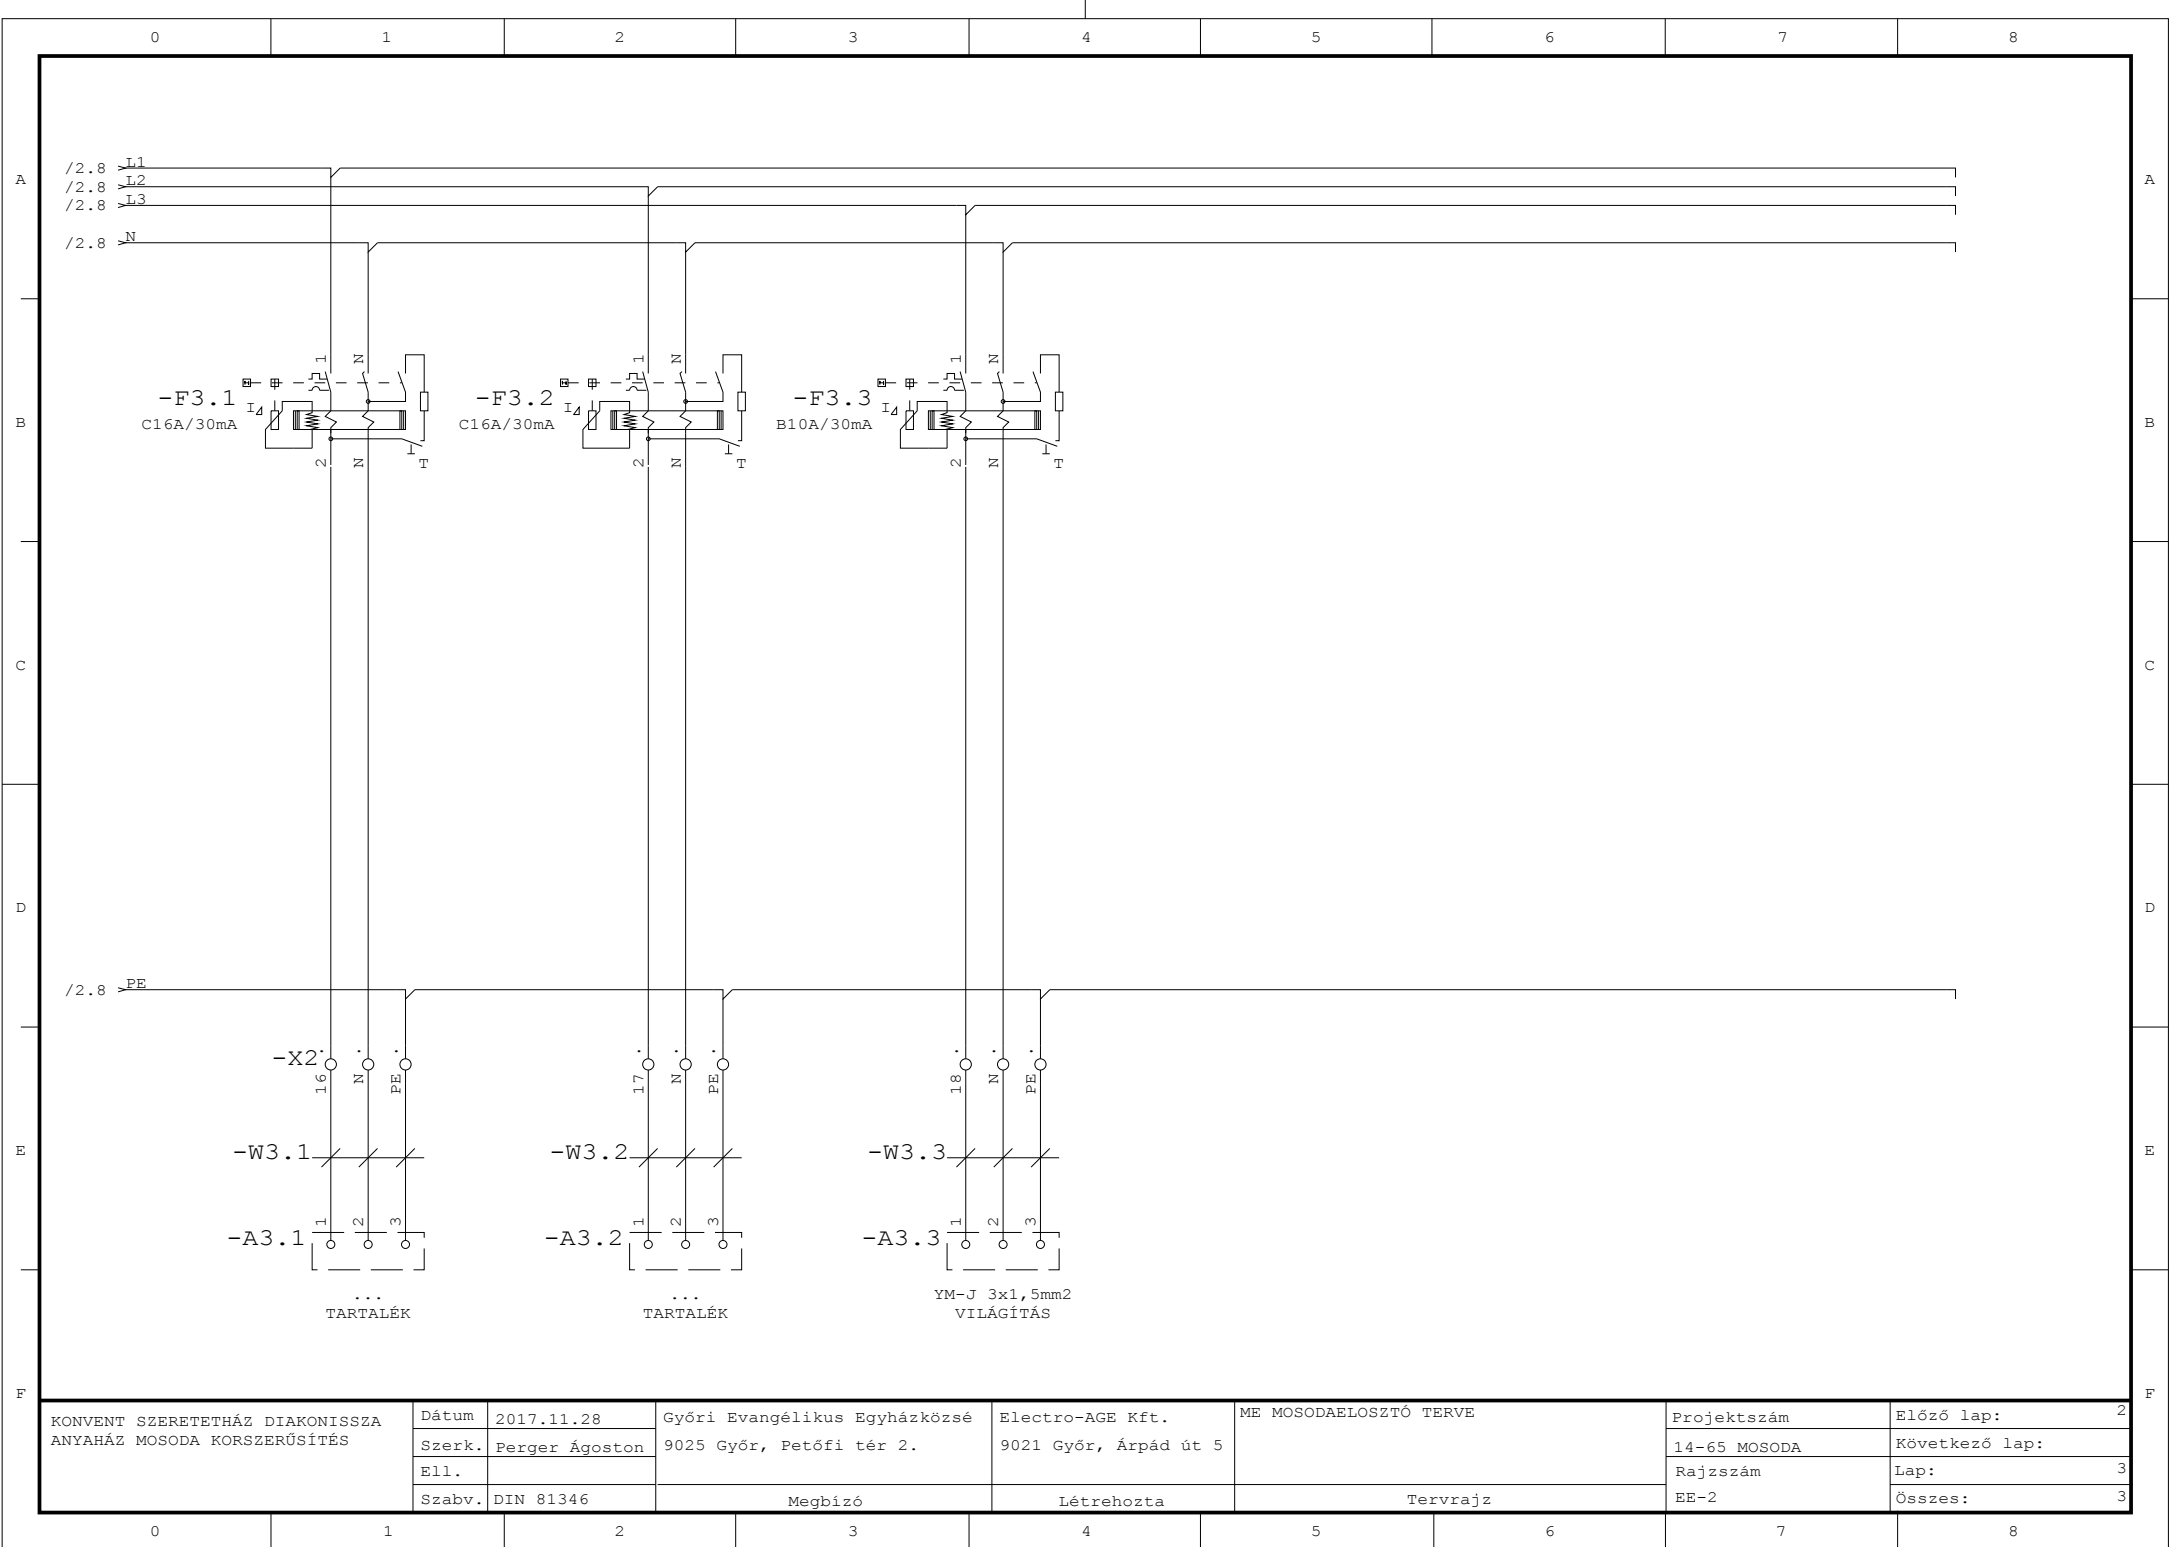 0 1 2 3 4 5 6 7 8
/2.8 L1
A A
/2.8 L2
/2.8 L3
/2.8 N
1 N 1 N 1 N
-F3.1 -F3.2 -F3.3
I I I
B C16A/30mA C16A/30mA B10A/30mA B
2 N T 2 N T 2 N T
C C
D D
/2.8 PE
-X2
16 N PE 17 N PE 18 N PE
-W3.1 -W3.2 -W3.3
E E
1 2 3 1 2 3 1 2 3
-A3.1 -A3.2 -A3.3
... ... YM-J 3x1,5mm2
TARTALÉK TARTALÉK VILÁGÍTÁS
F F
KONVENT SZERETETHÁZ DIAKONISSZA
ANYAHÁZ MOSODA KORSZERŰSÍTÉS
Dátum 2017.11.28
Szerk. Perger Ágoston
Ell.
Szabv. DIN 81346
Győri Evangélikus Egyházközsé
9025 Győr, Petőfi tér 2.
Megbízó
Electro-AGE Kft.
9021 Győr, Árpád út 5
Létrehozta
ME MOSODAELOSZTÓ TERVE
Tervrajz
Projektszám
14-65 MOSODA
Rajzszám
EE-2
Előző lap: 2
Következő lap:
Lap: 3
Összes: 3
0 1 2 3 4 5 6 7 8